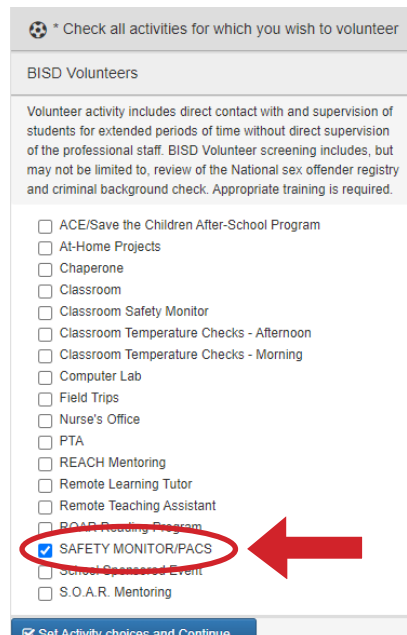 * Check all activities for which you wish to volunteer
BISD Volunteers
Volunteer activity includes direct contact with and supervision of
students for extended periods of time without direct supervision
of the professional staff. BISD Volunteer screening includes, but
may not be limited to, review of the National sex offender registry
and criminal background check. Appropriate training is required.
ACE/Save the Children After-School Program
At-Home Projects
Chaperone
Classroom
Classroom Safety Monitor
Classroom Temperature Checks - Afternoon
Classroom Temperature Checks - Morning
Computer Lab
Field Trips
Nurse's Office
PTA
REACH Mentoring
Remote Learning Tutor
Remote Teaching Assistant
ROAR Reading Program
SAFETY MONITOR/PACS
School Sponsored Event
S.O.A.R. Mentoring
Set Activity choices and Continue